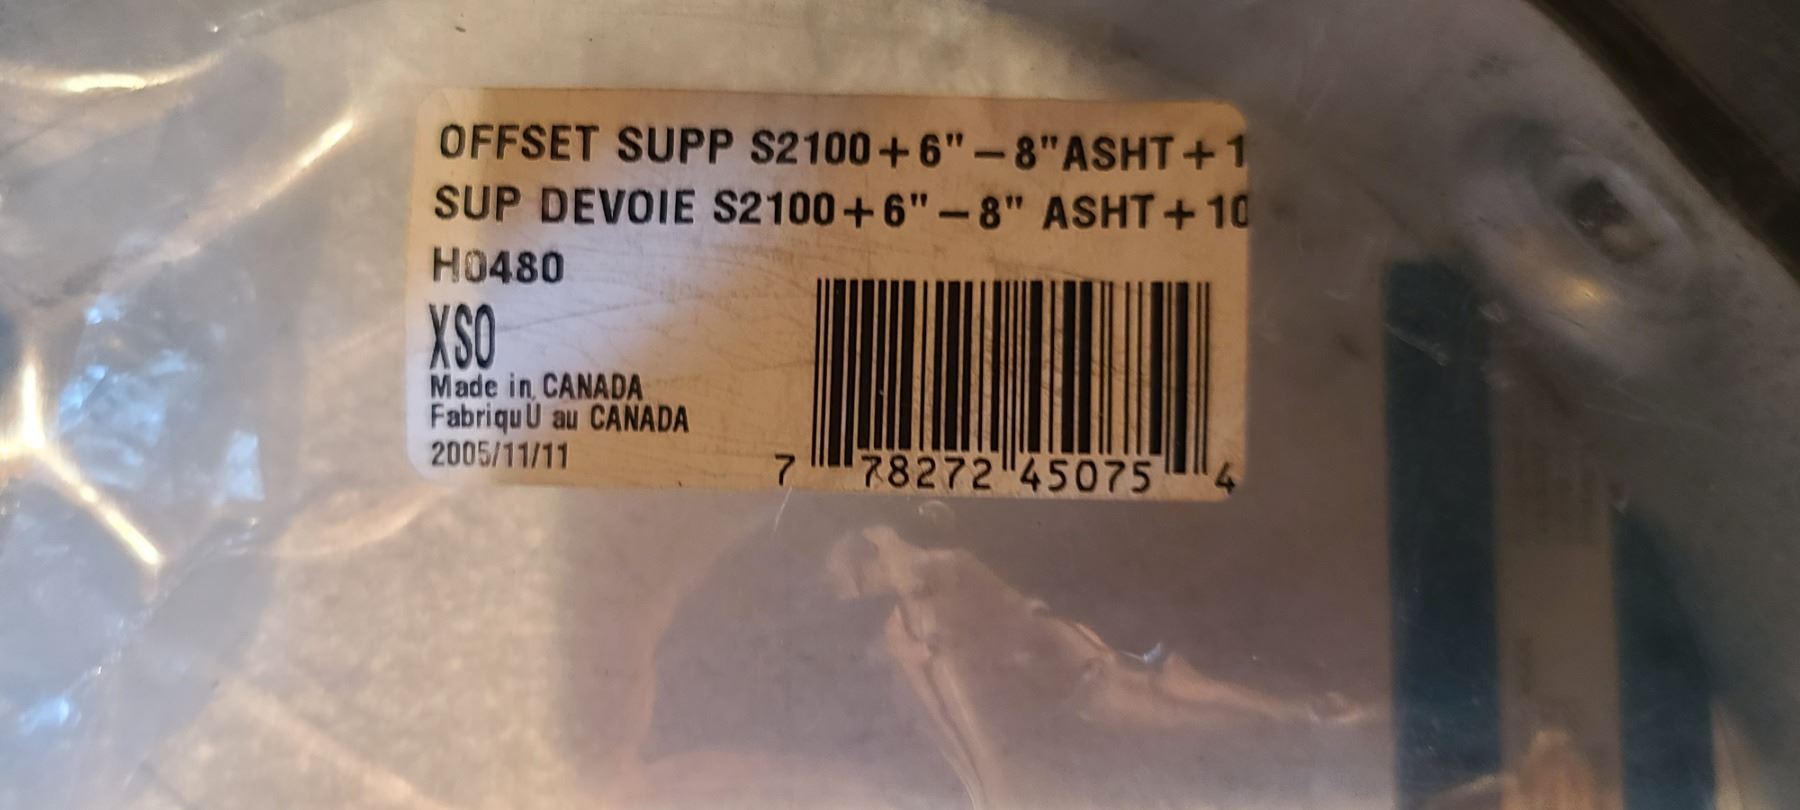 OFFSET SUPP S2100+6"-8"ASHT+1
SUP DEVOIE S2100+6"-8" ASHT+10
H0480
XSO
Made in CANADA
FabriquÚ au CANADA
2005/11/11
7 78272 45075 4